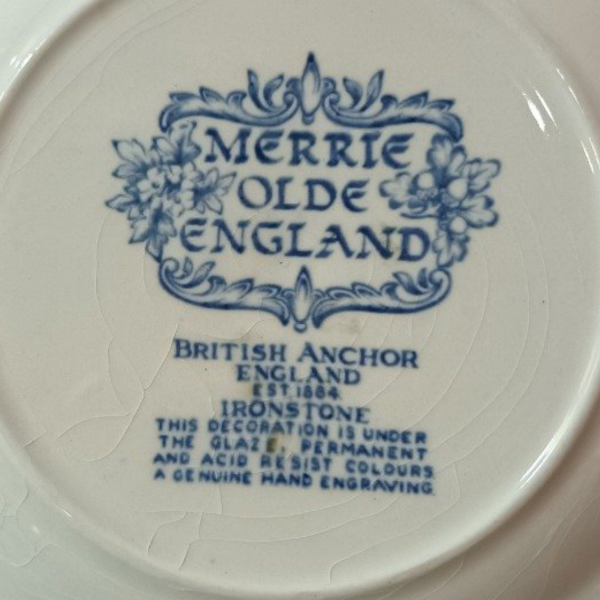 MERRIE
OLDE
ENGLAND
BRITISH ANCHOR
ENGLAND
EST. 1884
IRONSTONE
THIS DECORATION IS UNDER
THE GLAZE. PERMANENT
AND ACID RESIST COLOURS
A GENUINE HAND ENGRAVING.